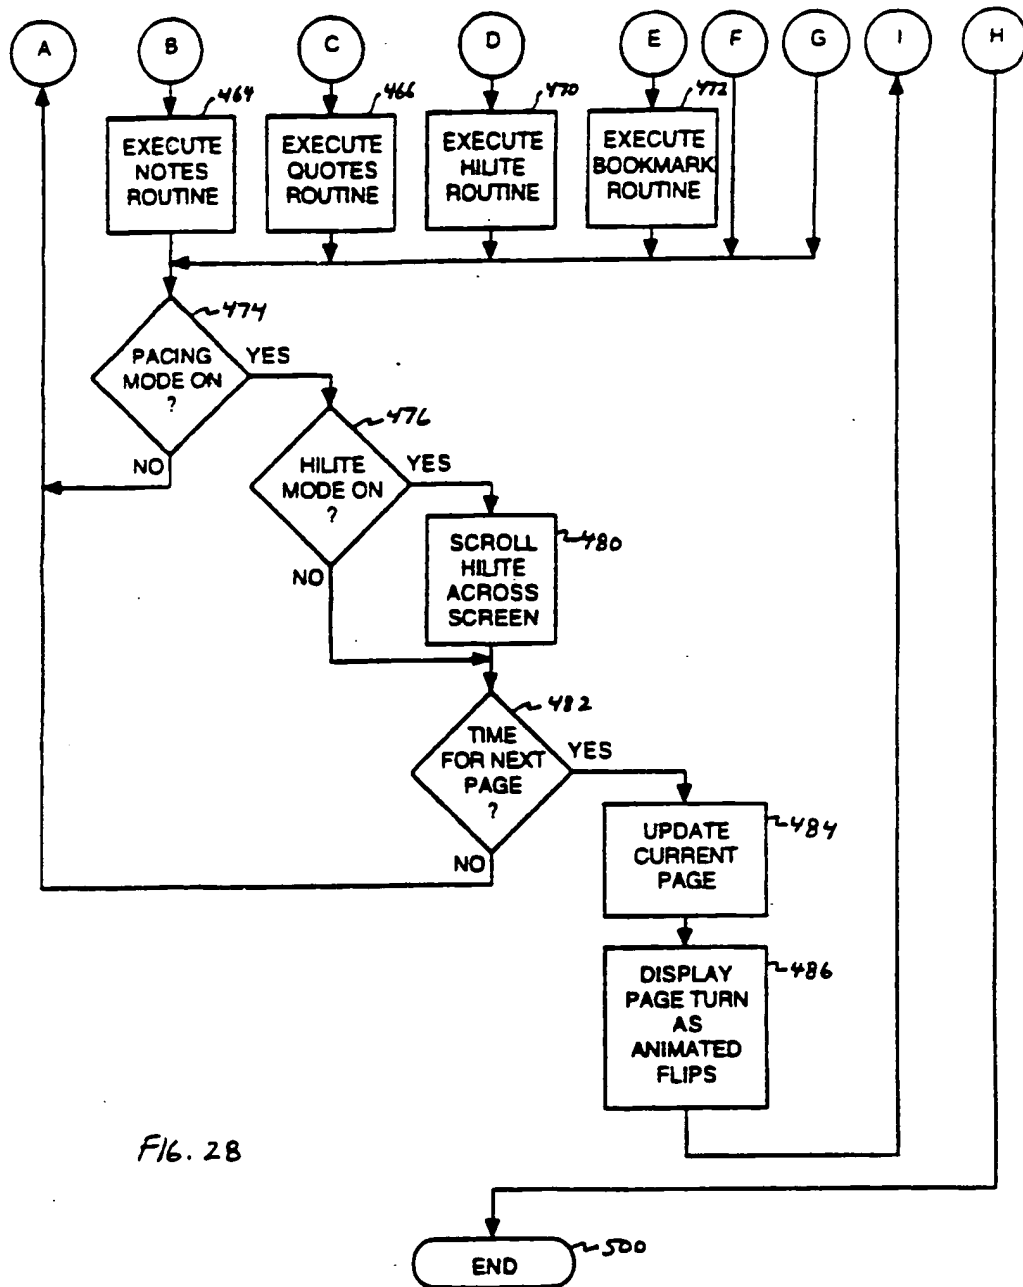 A B C D E F G I H
464 466 470 472
EXECUTE
NOTES
ROUTINE
EXECUTE
QUOTES
ROUTINE
EXECUTE
HILITE
ROUTINE
EXECUTE
BOOKMARK
ROUTINE
474
PACING
MODE ON
?
YES
NO
476
HILITE
MODE ON
?
YES
NO
480
SCROLL
HILITE
ACROSS
SCREEN
482
TIME
FOR NEXT
PAGE
?
YES
NO
484
UPDATE
CURRENT
PAGE
486
DISPLAY
PAGE TURN
AS
ANIMATED
FLIPS
FIG. 2B
END
500